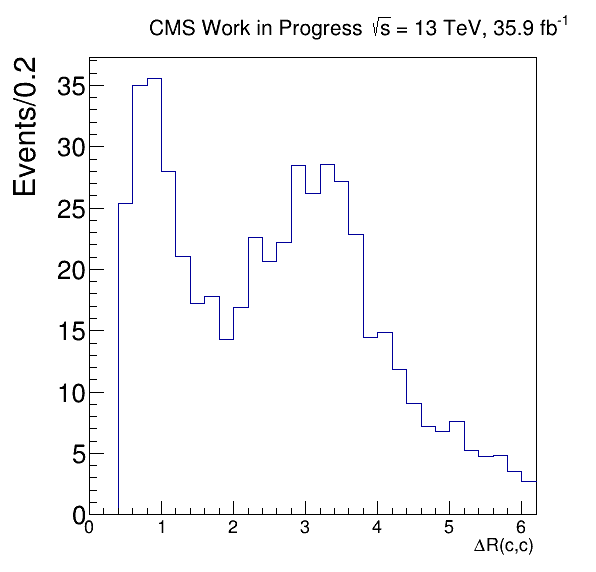 CMS Work in Progress √s = 13 TeV, 35.9 fb⁻¹
Events/0.2
35
30
25
20
15
10
5
0
0 1 2 3 4 5 6
ΔR(c,c)